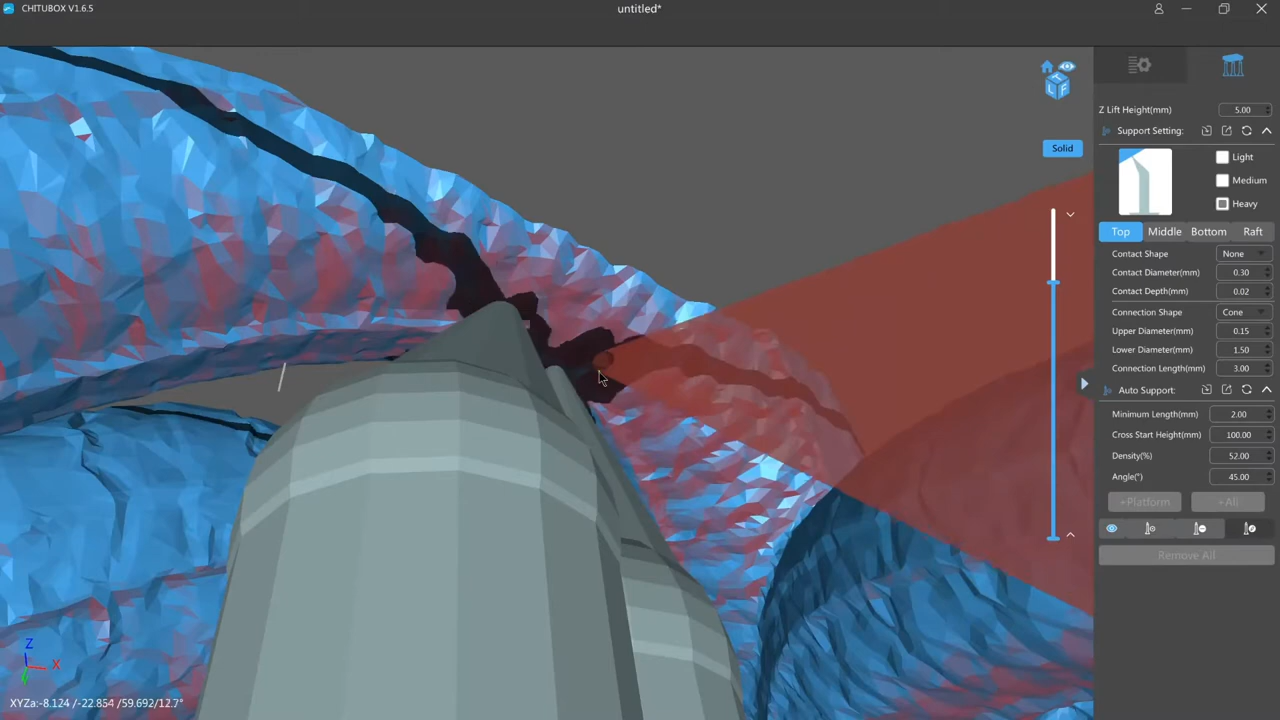 CHITUBOX V1.6.5
untitled*
T
L F
Solid
Z Lift Height(mm) 5.00
Support Setting:
Light
Medium
Heavy
Top Middle Bottom Raft
Contact Shape None
Contact Diameter(mm) 0.30
Contact Depth(mm) 0.02
Connection Shape Cone
Upper Diameter(mm) 0.15
Lower Diameter(mm) 1.50
Connection Length(mm) 3.00
Auto Support:
Minimum Length(mm) 2.00
Cross Start Height(mm) 100.00
Density(%) 52.00
Angle(°) 45.00
+Platform +All
Remove All
Z
X
XYZa:-8.124 /-22.854 /59.692/12.7°